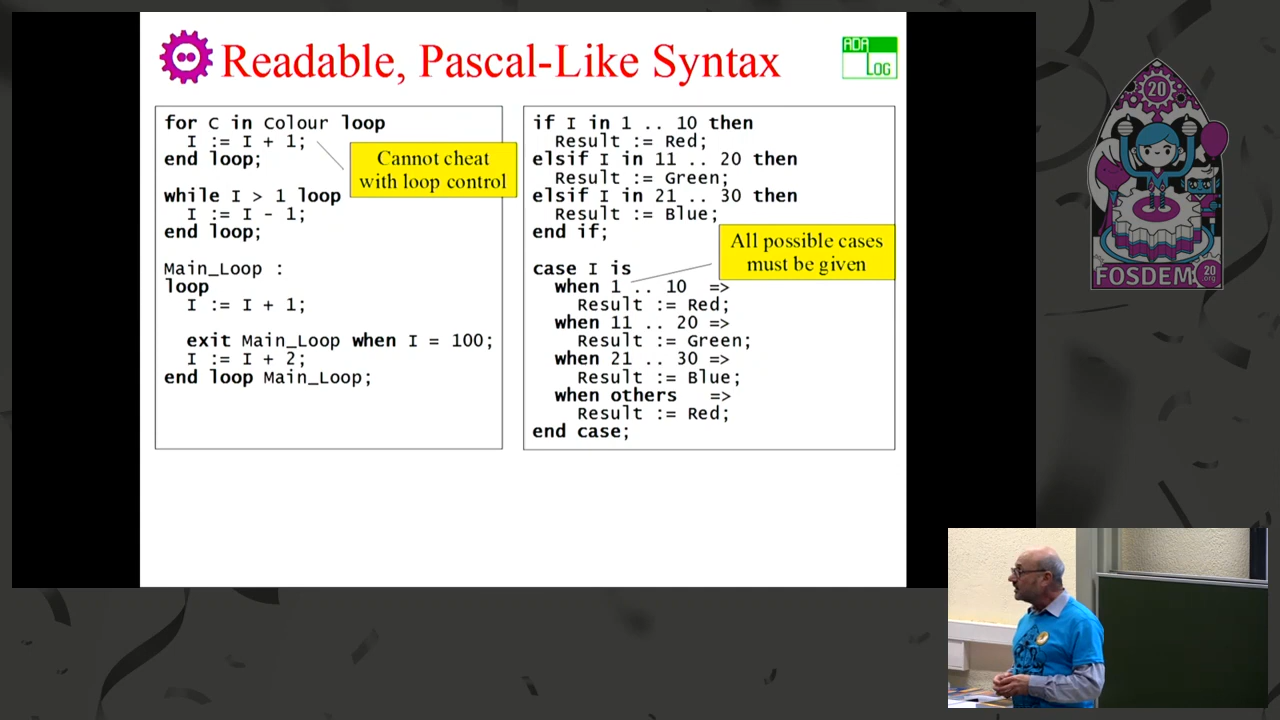 Readable, Pascal-Like Syntax
ADA
LOG
for C in Colour loop
I := I + 1;
end loop;
while I > 1 loop
I := I - 1;
end loop;
Main_Loop :
loop
I := I + 1;
exit Main_Loop when I = 100;
I := I + 2;
end loop Main_Loop;
Cannot cheat
with loop control
if I in 1 .. 10 then
Result := Red;
elsif I in 11 .. 20 then
Result := Green;
elsif I in 21 .. 30 then
Result := Blue;
end if;
case I is
when 1 .. 10 =>
Result := Red;
when 11 .. 20 =>
Result := Green;
when 21 .. 30 =>
Result := Blue;
when others =>
Result := Red;
end case;
All possible cases
must be given
20
FOSDEM
20
.org